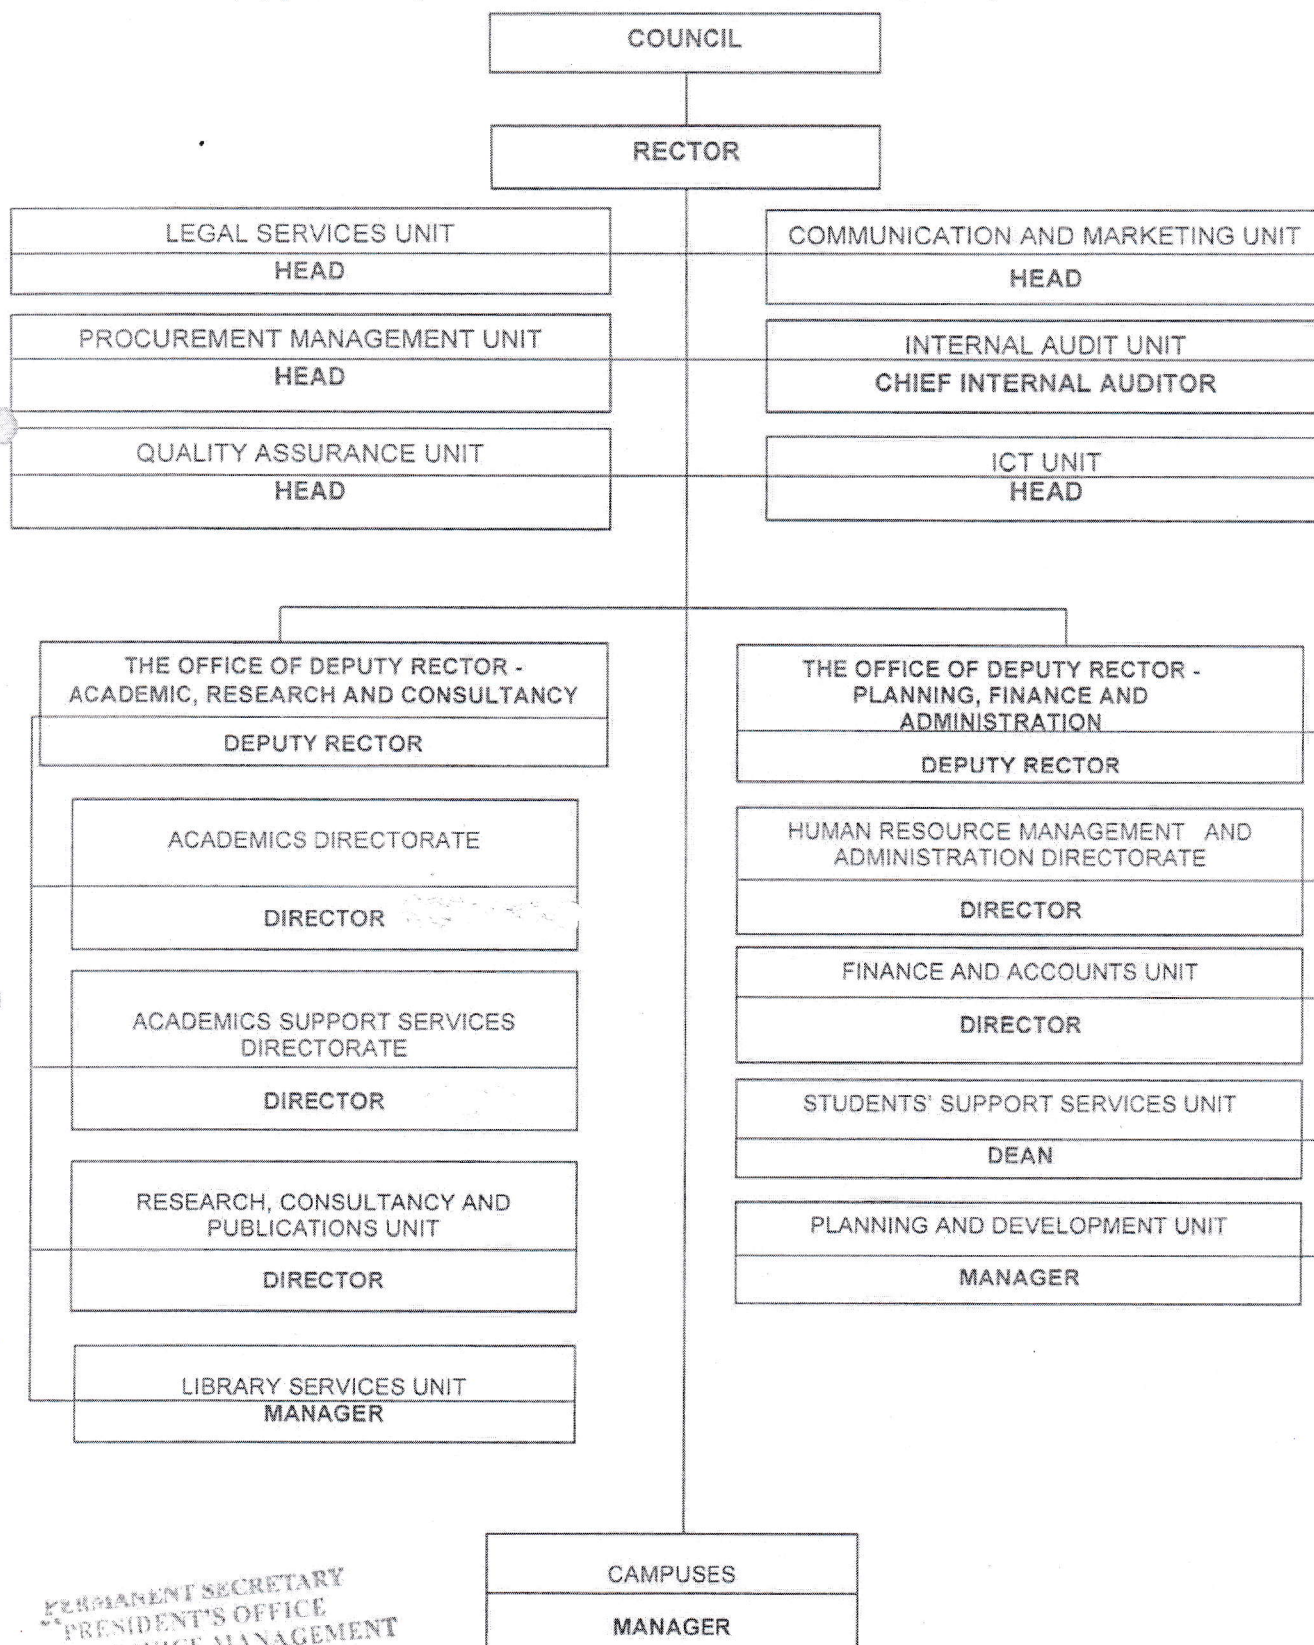 COUNCIL
RECTOR
LEGAL SERVICES UNIT
HEAD
COMMUNICATION AND MARKETING UNIT
HEAD
PROCUREMENT MANAGEMENT UNIT
HEAD
INTERNAL AUDIT UNIT
CHIEF INTERNAL AUDITOR
QUALITY ASSURANCE UNIT
HEAD
ICT UNIT
HEAD
THE OFFICE OF DEPUTY RECTOR -
ACADEMIC, RESEARCH AND CONSULTANCY
DEPUTY RECTOR
ACADEMICS DIRECTORATE
DIRECTOR
ACADEMICS SUPPORT SERVICES
DIRECTORATE
DIRECTOR
RESEARCH, CONSULTANCY AND
PUBLICATIONS UNIT
DIRECTOR
LIBRARY SERVICES UNIT
MANAGER
THE OFFICE OF DEPUTY RECTOR -
PLANNING, FINANCE AND
ADMINISTRATION
DEPUTY RECTOR
HUMAN RESOURCE MANAGEMENT AND
ADMINISTRATION DIRECTORATE
DIRECTOR
FINANCE AND ACCOUNTS UNIT
DIRECTOR
STUDENTS' SUPPORT SERVICES UNIT
DEAN
PLANNING AND DEVELOPMENT UNIT
MANAGER
CAMPUSES
MANAGER
PERMANENT SECRETARY
PRESIDENT'S OFFICE
MANAGEMENT